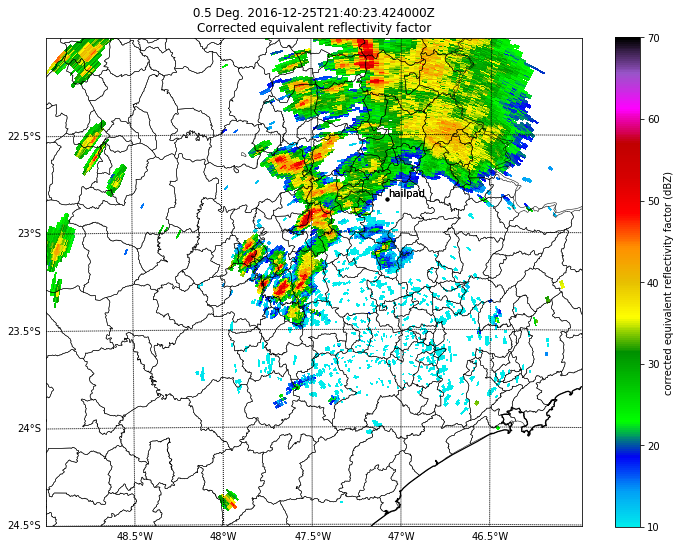 0.5 Deg. 2016-12-25T21:40:23.424000Z
Corrected equivalent reflectivity factor
70
60
50
40
30
20
10
corrected equivalent reflectivity factor (dBZ)
22.5°S
23°S
23.5°S
24°S
24.5°S
hailpad
48.5°W
48°W
47.5°W
47°W
46.5°W